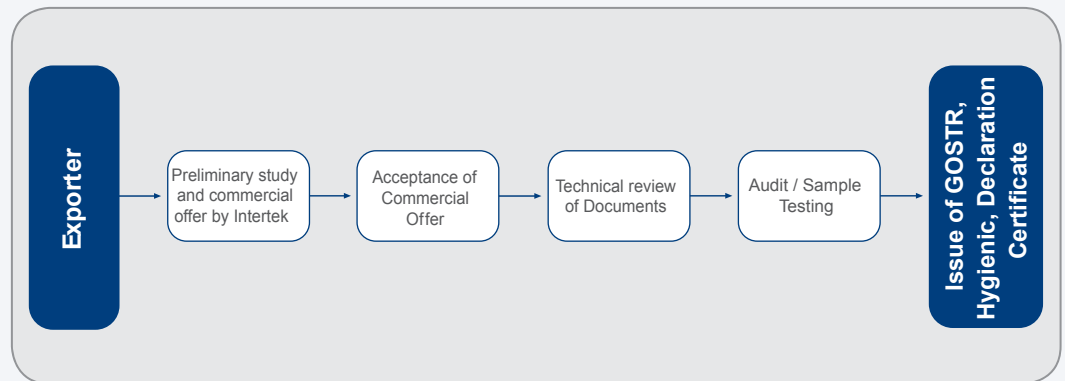 Exporter
Preliminary study
and commercial
offer by Intertek
Acceptance of
Commercial
Offer
Technical review
of Documents
Audit / Sample
Testing
Issue of GOSTR,
Hygienic, Declaration
Certificate